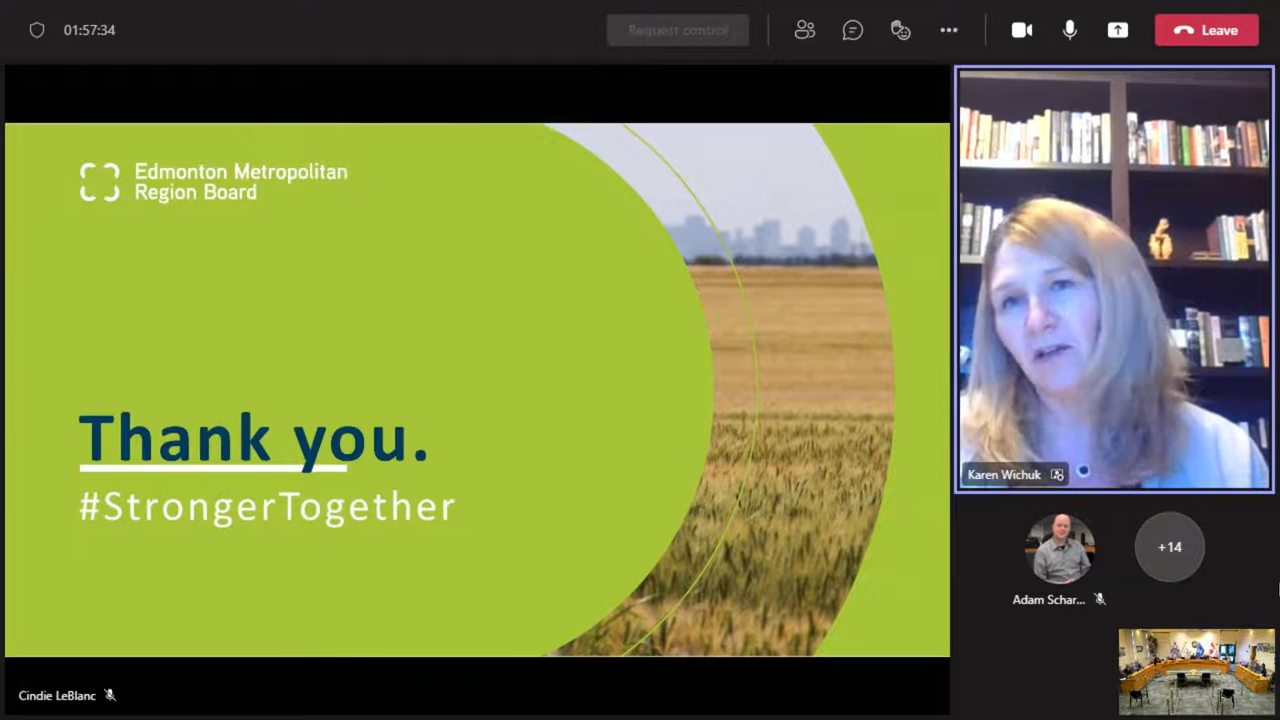 01:57:34
Request control
Leave
Edmonton Metropolitan
Region Board
Thank you.
#StrongerTogether
Karen Wichuk
Adam Schar...
+14
Cindie LeBlanc